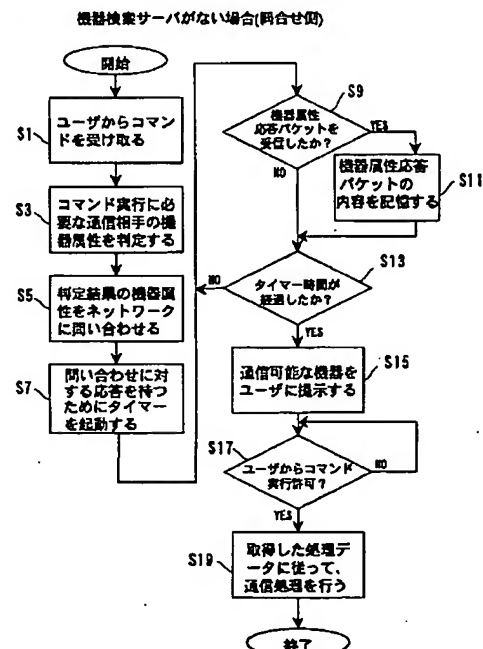 機器検索サーバがない場合(問合せ側)
開始
S1
ユーザからコマン
ドを受け取る
S3
コマンド実行に必
要な通信相手の機
器属性を判定する
S5
判定結果の機器属
性をネットワーク
に問い合わせる
S7
問い合わせに対
する応答を待つ
ためにタイマー
を起動する
S9
機器属性
応答パケットを
受信したか?
YES
NO
機器属性応答
パケットの
内容を記憶する
S11
S13
タイマー時間が
経過したか?
NO
YES
通信可能な機器を
ユーザに提示する
S15
S17
ユーザからコマンド
実行許可?
NO
YES
S19
取得した処理デ
ータに従って、
通信処理を行う
終了